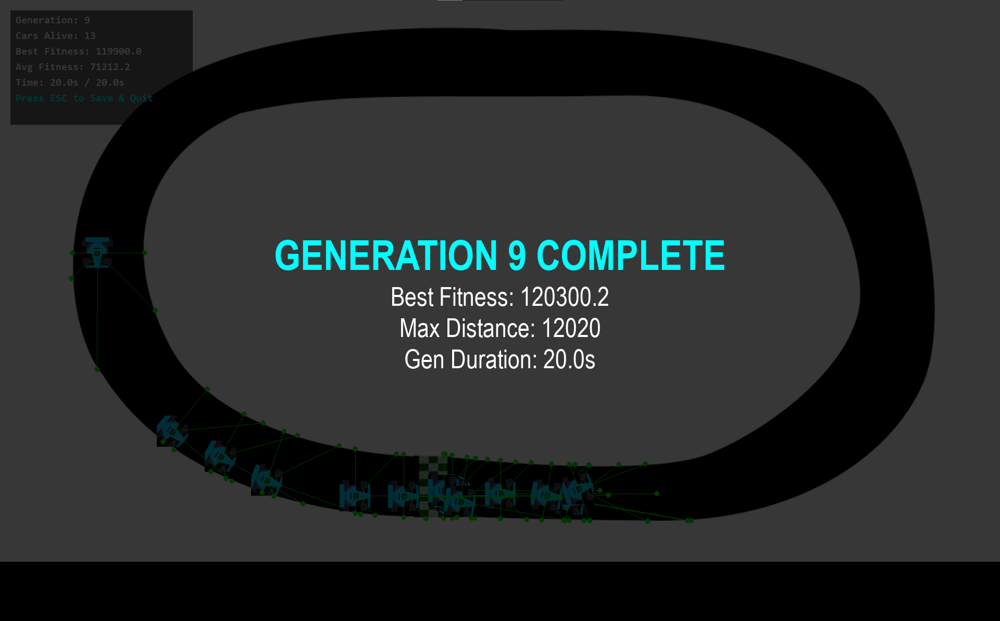 Generation: 9
Cars Alive: 13
Best Fitness: 119900.0
Avg Fitness: 71212.2
Time: 20.0s / 20.0s
Press ESC to Save & Quit
GENERATION 9 COMPLETE
Best Fitness: 120300.2
Max Distance: 12020
Gen Duration: 20.0s